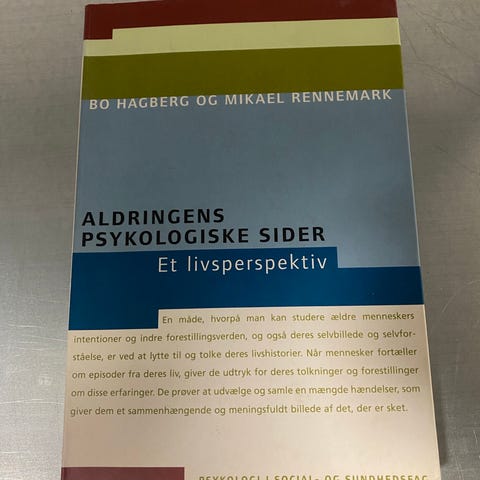 BO HAGBERG OG MIKAEL RENNEMARK
ALDRINGENS
PSYKOLOGISKE SIDER
Et livsperspektiv
En måde, hvorpå man kan studere ældre menneskers
intentioner og indre forestillingsverden, og også deres selvbillede og selvfor-
ståelse, er ved at lytte til og tolke deres livshistorier. Når mennesker fortæller
om episoder fra deres liv, giver de udtryk for deres tolkninger og forestillinger
om disse erfaringer. De prøver at udvælge og samle en mængde hændelser, som
giver dem et sammenhængende og meningsfuldt billede af det, der er sket.
PSYKOLOGI I SOCIAL- OG SUNDHEDSFAG